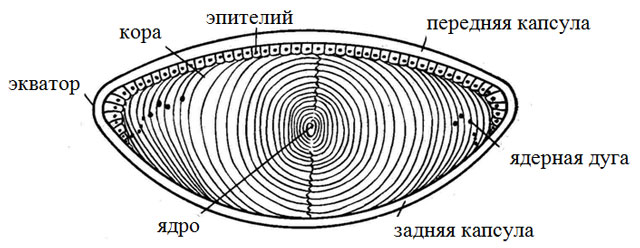 эпителий
передняя капсула
кора
экватор
ядерная дуга
ядро
задняя капсула